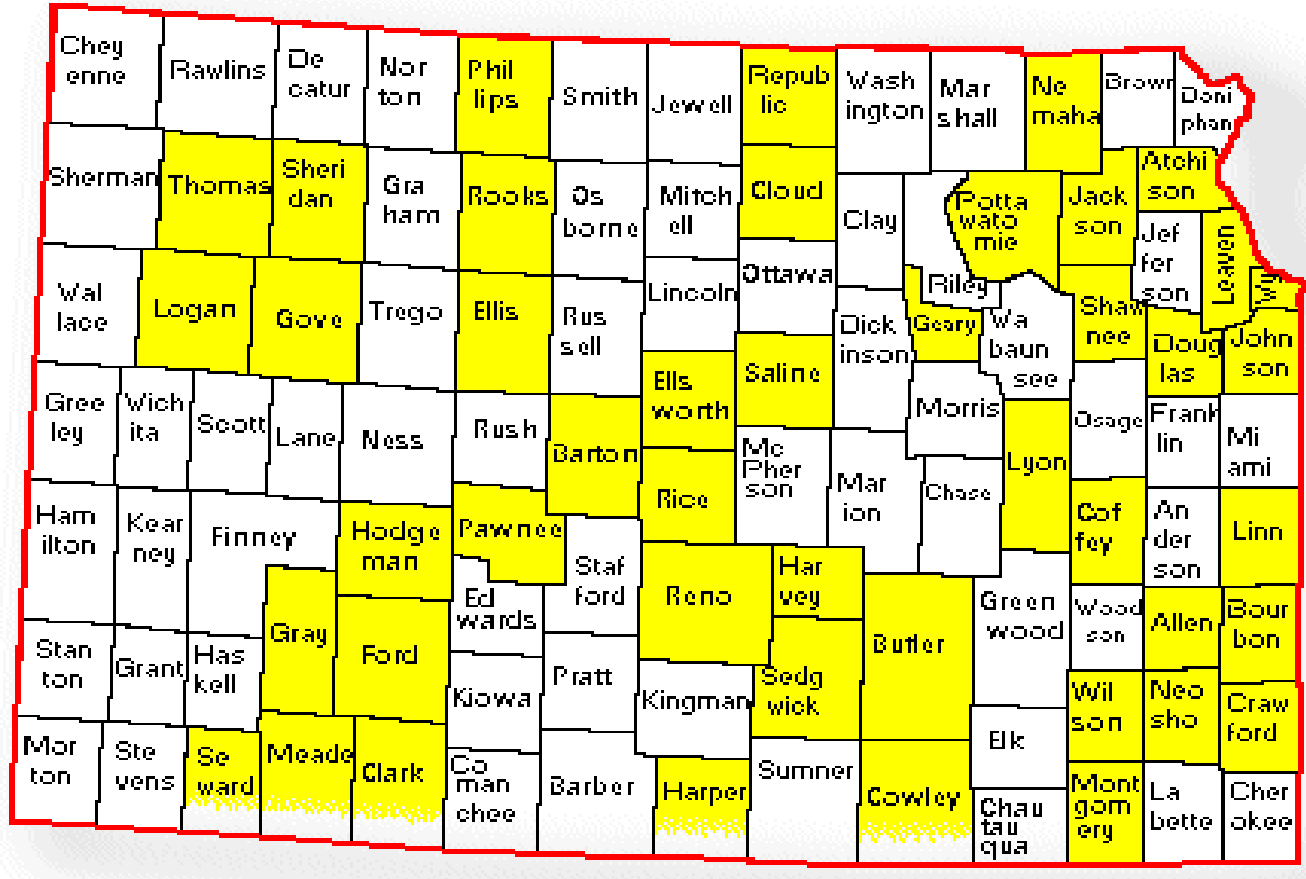 Chey
enne
Rawlins
De
catur
Nor
ton
Phil
lips
Smith
Jewell
Repub
lic
Wash
ington
Mar
shall
Ne
maha
Brown
Doni
phan
Sherman
Thomas
Sheri
dan
Gra
ham
Rooks
Os
borne
Mitch
ell
Cloud
Clay
Riley
Potta
wato
mie
Jack
son
Atchi
son
Jef
fer
son
Leaven
Wy
Wal
lace
Logan
Gove
Trego
Ellis
Rus
sell
Lincoln
Ottawa
Dick
inson
Geary
Wa
baun
see
Shaw
nee
Doug
las
John
son
Gree
ley
Wich
ita
Scott
Lane
Ness
Rush
Barton
Ells
worth
Saline
Morris
Lyon
Osage
Frank
lin
Mi
ami
Ham
ilton
Kear
ney
Finney
Hodge
man
Pawnee
Rice
Mc
Pher
son
Mar
ion
Chase
Cof
fey
An
der
son
Linn
Stan
ton
Grant
Has
kell
Gray
Ford
Ed
wards
Staf
ford
Reno
Har
vey
Butler
Green
wood
Wood
son
Allen
Bour
bon
Kiowa
Pratt
Kingman
Sedg
wick
Elk
Wil
son
Neo
sho
Craw
ford
Mor
ton
Ste
vens
Se
ward
Meade
Clark
Co
man
chee
Barber
Harper
Sumner
Cowley
Chau
tau
qua
Mont
gom
ery
La
bette
Cher
okee